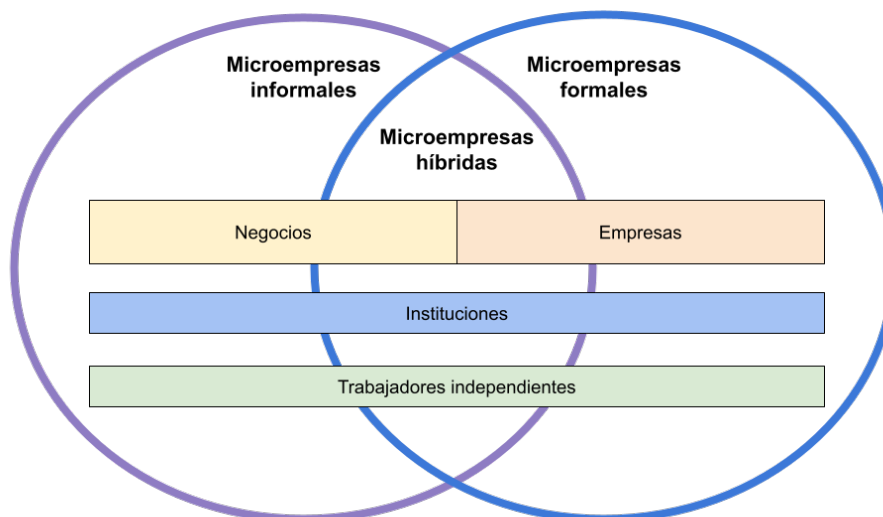 Microempresas
informales
Microempresas
formales
Microempresas
híbridas
Negocios
Empresas
Instituciones
Trabajadores independientes